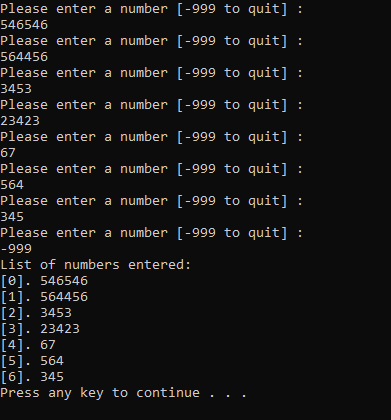 Please enter a number [-999 to quit] :
546546
Please enter a number [-999 to quit] :
564456
Please enter a number [-999 to quit] :
3453
Please enter a number [-999 to quit] :
23423
Please enter a number [-999 to quit] :
67
Please enter a number [-999 to quit] :
564
Please enter a number [-999 to quit] :
345
Please enter a number [-999 to quit] :
-999
List of numbers entered:
[0]. 546546
[1]. 564456
[2]. 3453
[3]. 23423
[4]. 67
[5]. 564
[6]. 345
Press any key to continue . . .